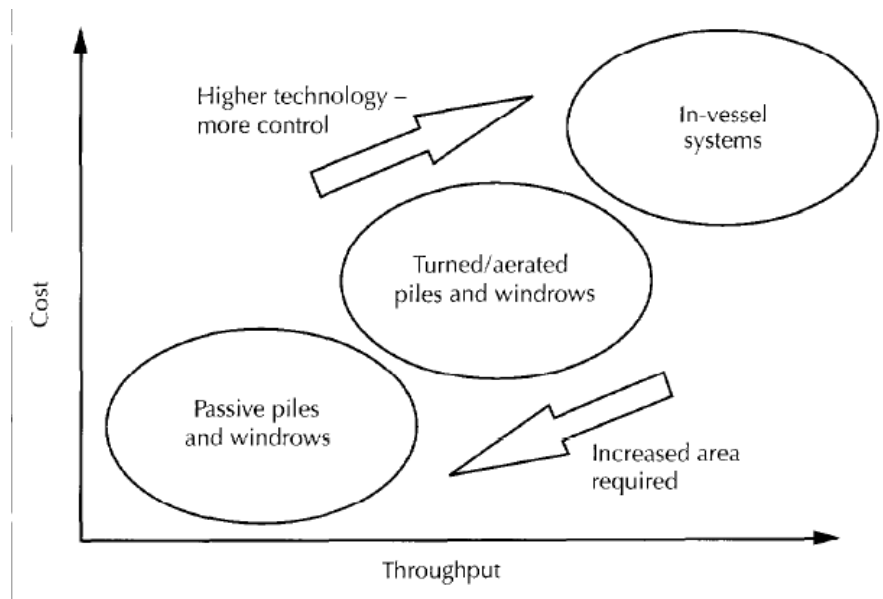 Higher technology –
more control
In-vessel
systems
Turned/aerated
piles and windrows
Cost
Passive piles
and windrows
Increased area
required
Throughput